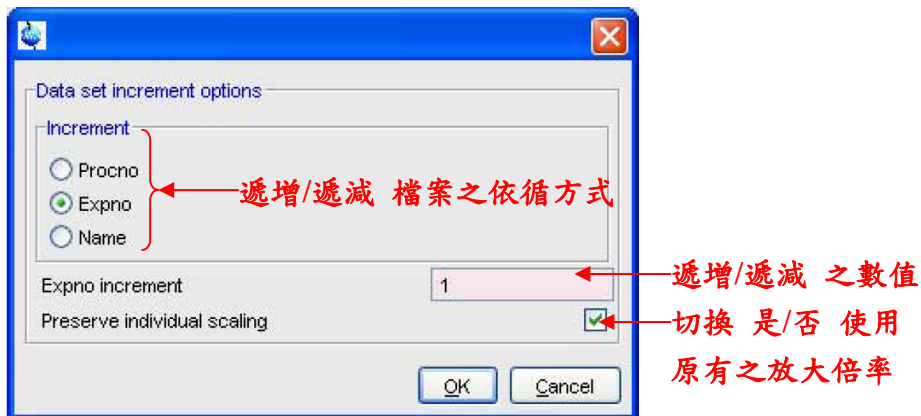 Data set increment options
Increment
Procno
Expno
Name
遞增/遞減 檔案之依循方式
Expno increment
1
遞增/遞減 之數值
Preserve individual scaling
切換 是/否 使用
原有之放大倍率
OK
Cancel